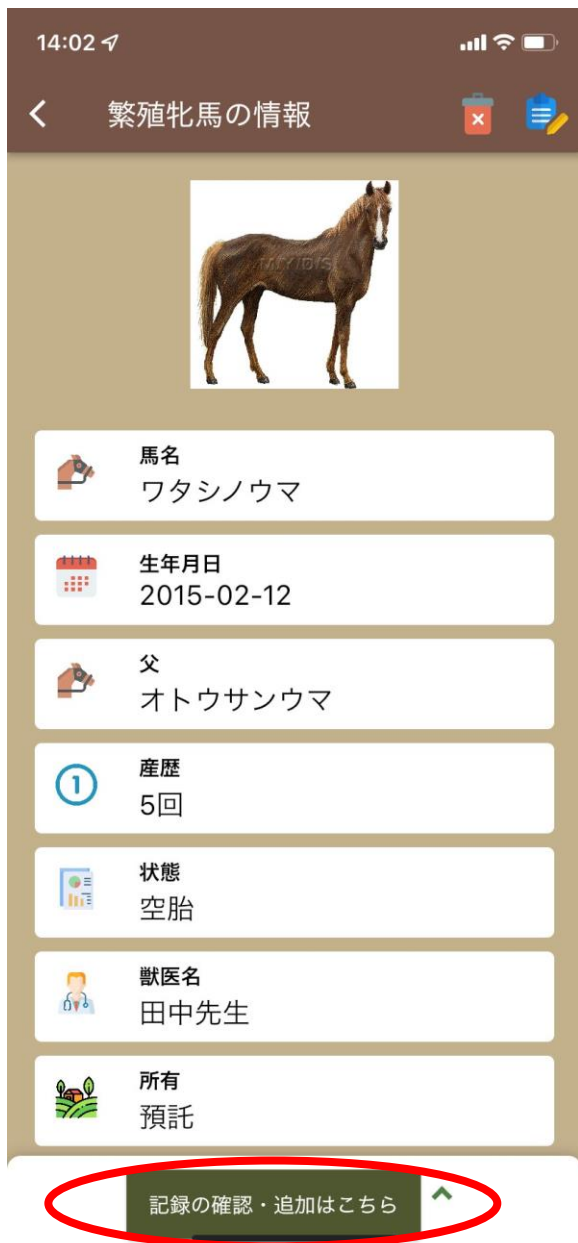 14:02
繁殖牝馬の情報
M/Y/D/S
馬名
ワタシノウマ
生年月日
2015-02-12
父
オトウサンウマ
1
産歴
5回
状態
空胎
獣医名
田中先生
所有
預託
記録の確認・追加はこちら